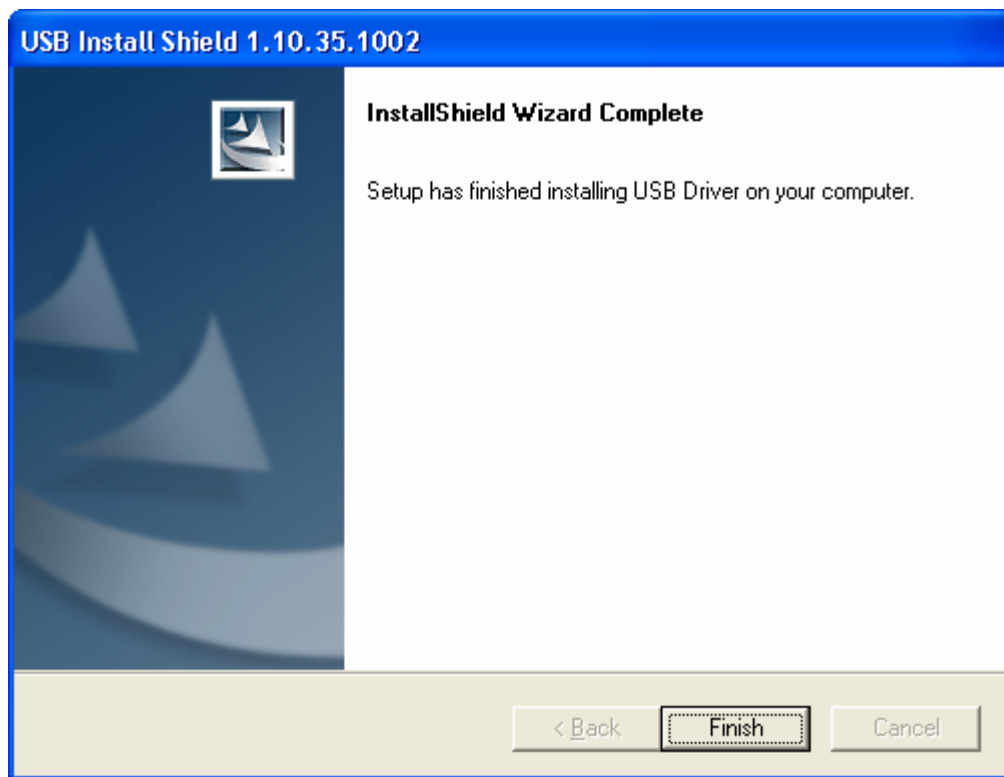 USB Install Shield 1.10.35.1002
InstallShield Wizard Complete
Setup has finished installing USB Driver on your computer.
< Back
Finish
Cancel